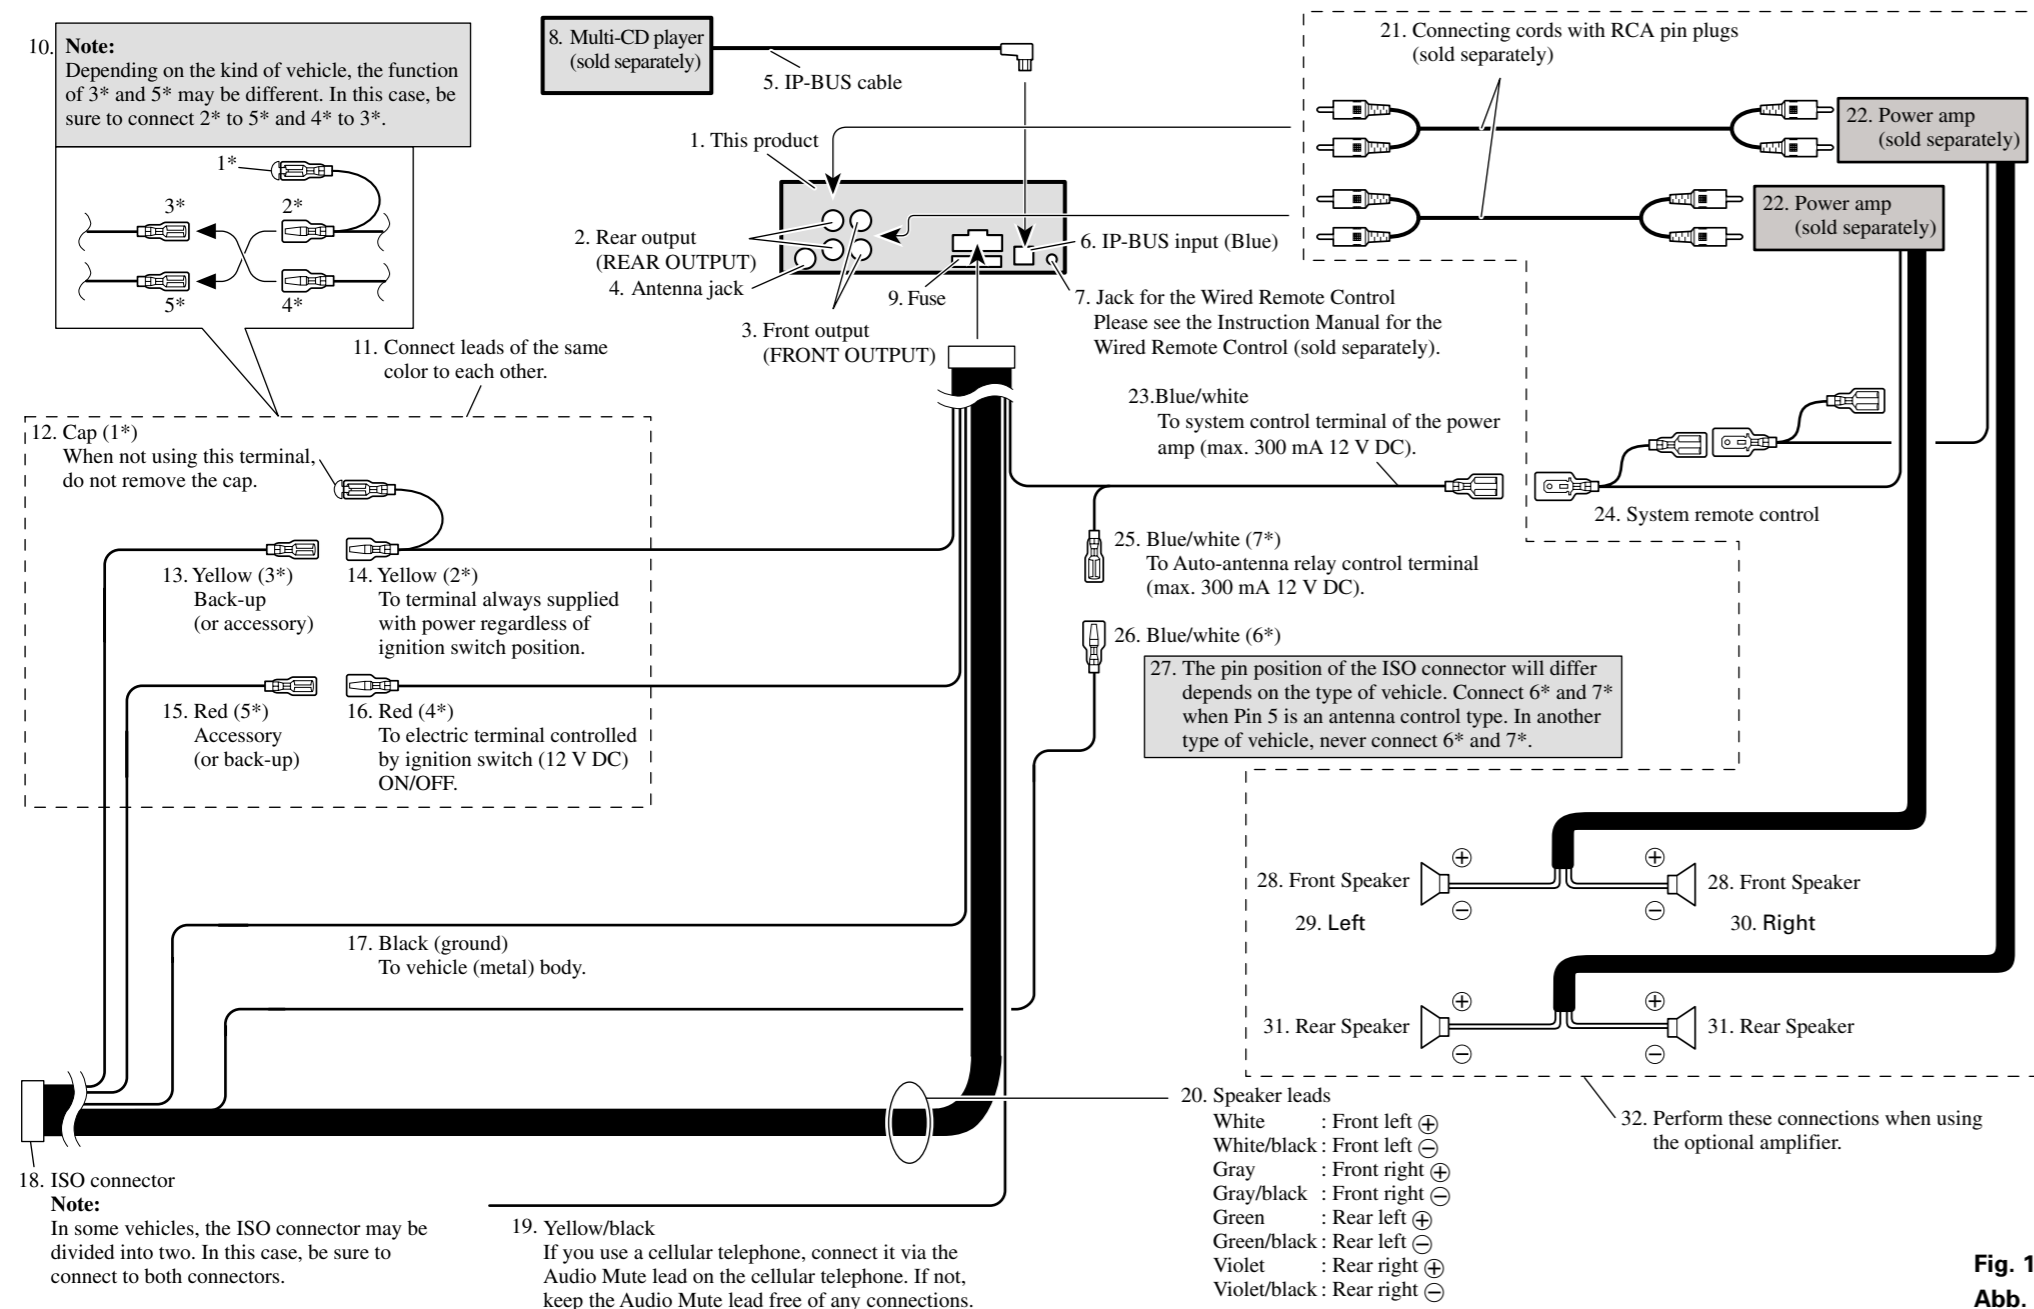 10. Note:
Depending on the kind of vehicle, the function
of 3* and 5* may be different. In this case, be
sure to connect 2* to 5* and 4* to 3*.
1*
3*
2*
5*
4*
8. Multi-CD player
(sold separately)
5. IP-BUS cable
1. This product
2. Rear output
(REAR OUTPUT)
4. Antenna jack
3. Front output
(FRONT OUTPUT)
9. Fuse
6. IP-BUS input (Blue)
7. Jack for the Wired Remote Control
Please see the Instruction Manual for the
Wired Remote Control (sold separately).
21. Connecting cords with RCA pin plugs
(sold separately)
22. Power amp
(sold separately)
22. Power amp
(sold separately)
11. Connect leads of the same
color to each other.
12. Cap (1*)
When not using this terminal,
do not remove the cap.
13. Yellow (3*)
Back-up
(or accessory)
14. Yellow (2*)
To terminal always supplied
with power regardless of
ignition switch position.
15. Red (5*)
Accessory
(or back-up)
16. Red (4*)
To electric terminal controlled
by ignition switch (12 V DC)
ON/OFF.
23.Blue/white
To system control terminal of the power
amp (max. 300 mA 12 V DC).
24. System remote control
25. Blue/white (7*)
To Auto-antenna relay control terminal
(max. 300 mA 12 V DC).
26. Blue/white (6*)
27. The pin position of the ISO connector will differ
depends on the type of vehicle. Connect 6* and 7*
when Pin 5 is an antenna control type. In another
type of vehicle, never connect 6* and 7*.
17. Black (ground)
To vehicle (metal) body.
⊕
⊕
28. Front Speaker
28. Front Speaker
⊖
⊖
29. Left
30. Right
⊕
⊕
31. Rear Speaker
31. Rear Speaker
⊖
⊖
18. ISO connector
Note:
In some vehicles, the ISO connector may be
divided into two. In this case, be sure to
connect to both connectors.
19. Yellow/black
If you use a cellular telephone, connect it via the
Audio Mute lead on the cellular telephone. If not,
keep the Audio Mute lead free of any connections.
20. Speaker leads
White : Front left ⊕
White/black : Front left ⊖
Gray : Front right ⊕
Gray/black : Front right ⊖
Green : Rear left ⊕
Green/black : Rear left ⊖
Violet : Rear right ⊕
Violet/black : Rear right ⊖
32. Perform these connections when using
the optional amplifier.
Fig. 1
Abb.